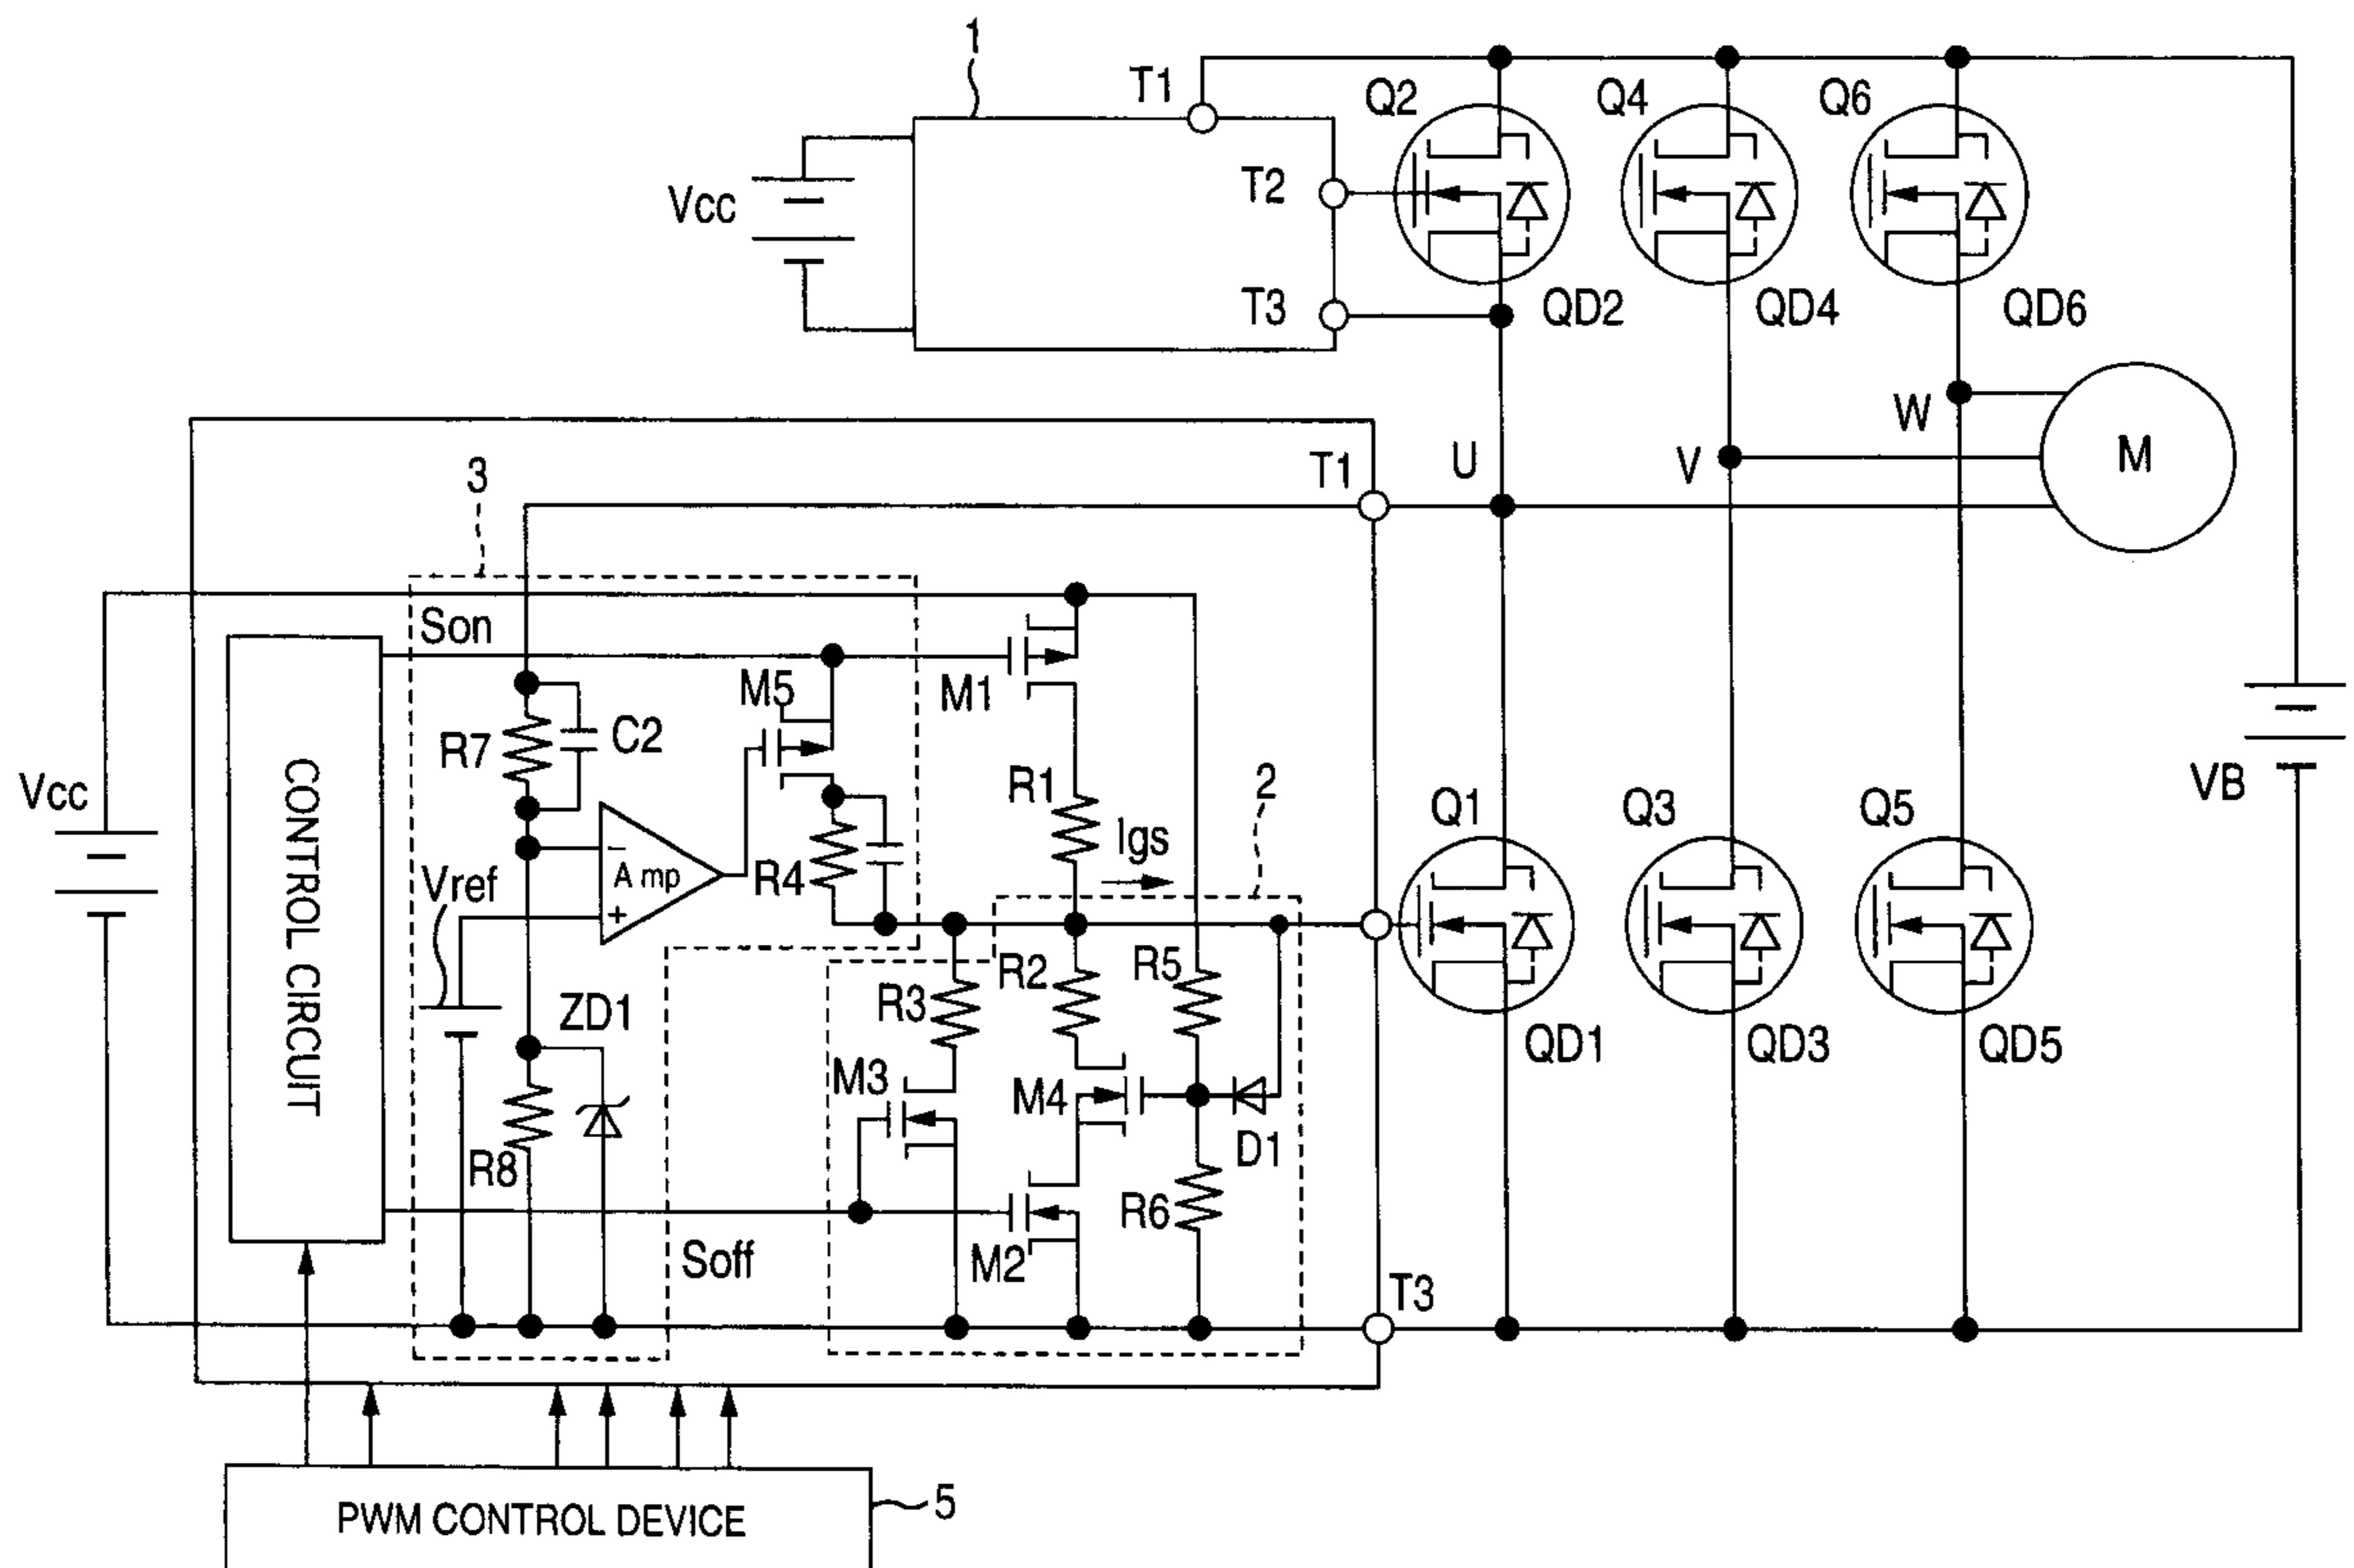 1
T1
Q2
Q4
Q6
Vcc
T2
T3
QD2
QD4
QD6
W
M
3
T1
U
V
Son
M5
M1
R7
C2
VB
Vcc
CONTROL CIRCUIT
R1
2
Q1
Q3
Q5
Igs
Vref
−
Amp
+
R4
R2
R5
R3
ZD1
QD1
QD3
QD5
M3
M4
D1
R8
R6
Soff
M2
T3
PWM CONTROL DEVICE
5